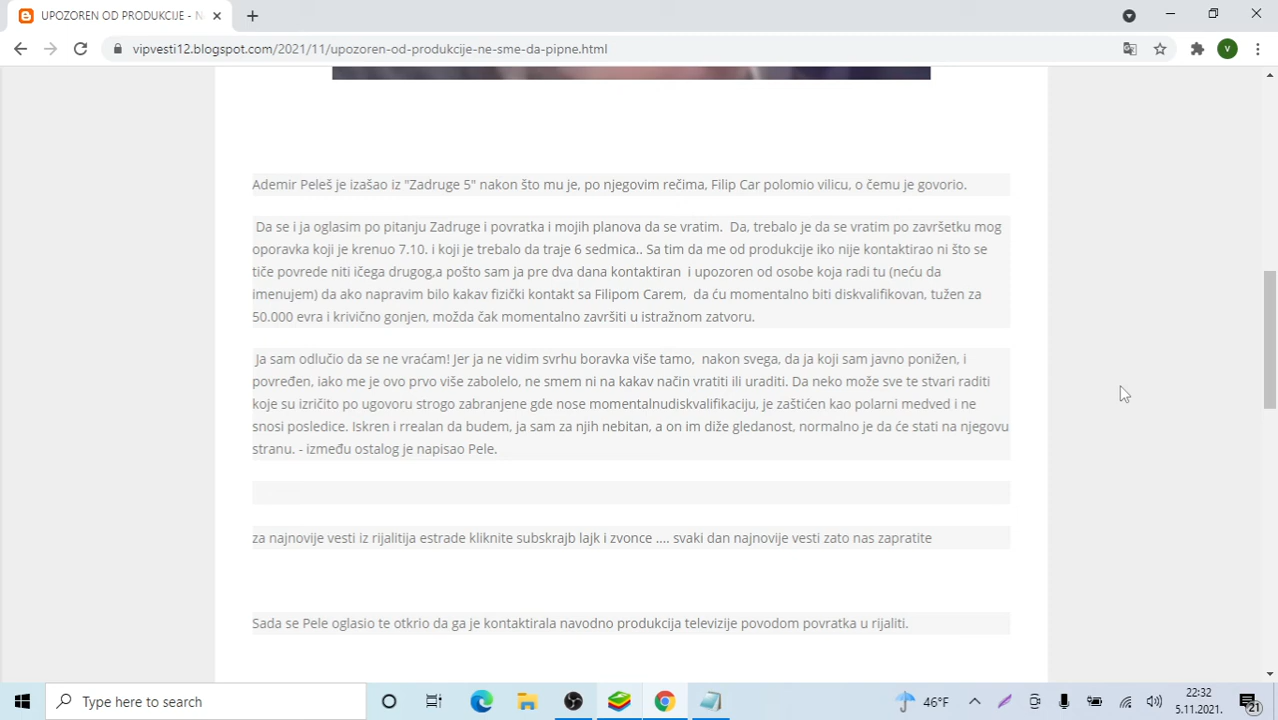 UPOZOREN OD PRODUKCIJE - N
vipvesti12.blogspot.com/2021/11/upozoren-od-produkcije-ne-sme-da-pipne.html
V
Ademir Peleš je izašao iz "Zadruge 5" nakon što mu je, po njegovim rečima, Filip Car polomio vilicu, o čemu je govorio.
Da se i ja oglasim po pitanju Zadruge i povratka i mojih planova da se vratim. Da, trebalo je da se vratim po završetku mog
oporavka koji je krenuo 7.10. i koji je trebalo da traje 6 sedmica.. Sa tim da me od produkcije iko nije kontaktirao ni što se
tiče povrede niti ičega drugog,a pošto sam ja pre dva dana kontaktiran i upozoren od osobe koja radi tu (neću da
imenujem) da ako napravim bilo kakav fizički kontakt sa Filipom Carem, da ću momentalno biti diskvalifikovan, tužen za
50.000 evra i krivično gonjen, možda čak momentalno završiti u istražnom zatvoru.
Ja sam odlučio da se ne vraćam! Jer ja ne vidim svrhu boravka više tamo, nakon svega, da ja koji sam javno ponižen, i
povređen, iako me je ovo prvo više zabolelo, ne smem ni na kakav način vratiti ili uraditi. Da neko može sve te stvari raditi
koje su izričito po ugovoru strogo zabranjene gde nose momentalnudiskvalifikaciju, je zaštićen kao polarni medved i ne
snosi posledice. Iskren i rrealan da budem, ja sam za njih nebitan, a on im diže gledanost, normalno je da će stati na njegovu
stranu. - između ostalog je napisao Pele.
za najnovije vesti iz rijalitija estrade kliknite subskrajb lajk i zvonce .... svaki dan najnovije vesti zato nas zapratite
Sada se Pele oglasio te otkrio da ga je kontaktirala navodno produkcija televizije povodom povratka u rijaliti.
Type here to search
46°F
22:32
5.11.2021.
21